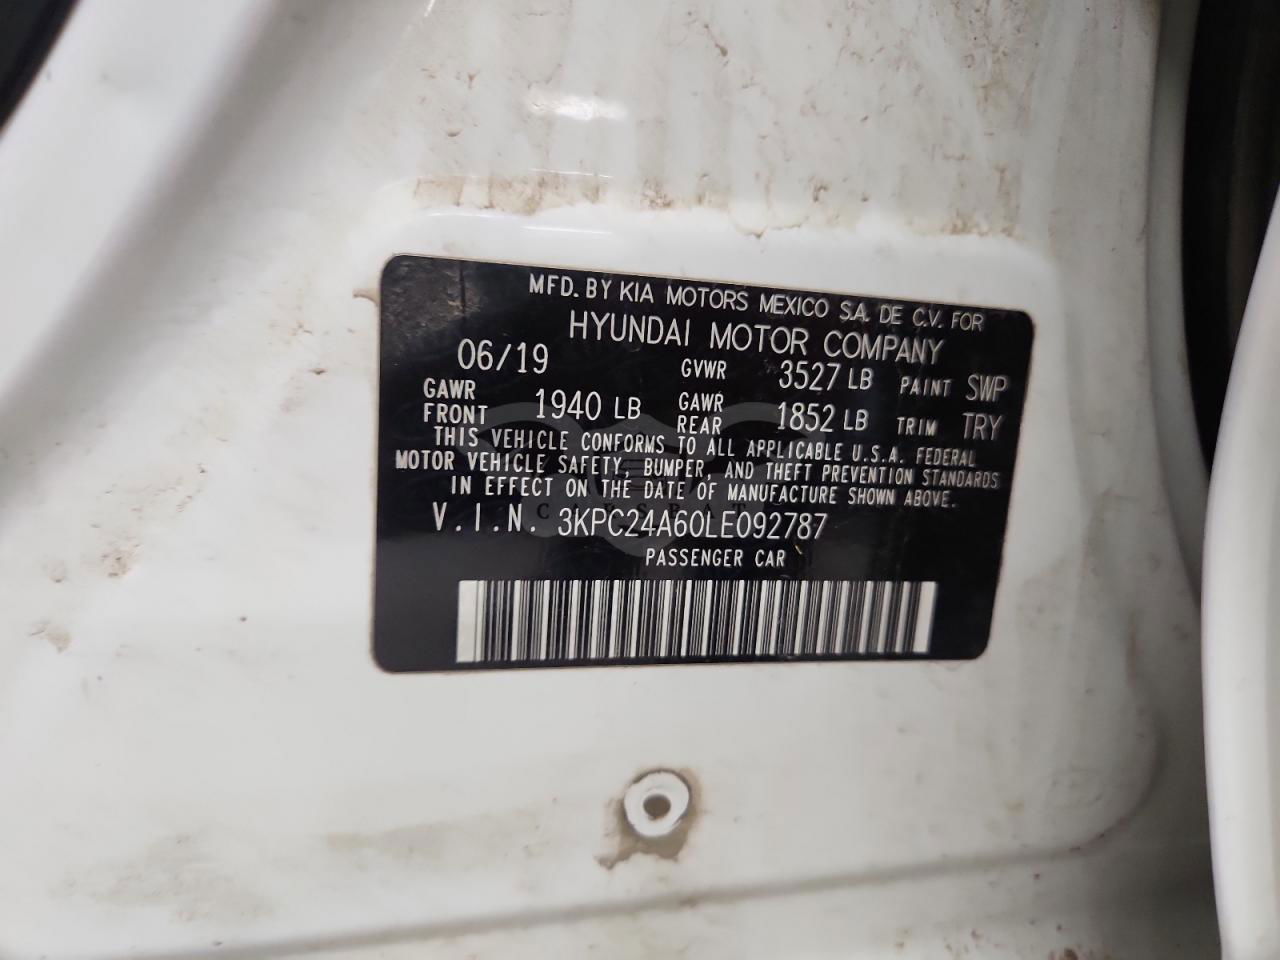 MFD. BY KIA MOTORS MEXICO S.A. DE C.V. FOR
HYUNDAI MOTOR COMPANY
06/19 GVWR 3527 LB PAINT SWP
GAWR FRONT 1940 LB GAWR REAR 1852 LB TRIM TRY
THIS VEHICLE CONFORMS TO ALL APPLICABLE U.S.A. FEDERAL
MOTOR VEHICLE SAFETY, BUMPER, AND THEFT PREVENTION STANDARDS
IN EFFECT ON THE DATE OF MANUFACTURE SHOWN ABOVE.
V.I.N. 3KPC24A60LE092787
PASSENGER CAR